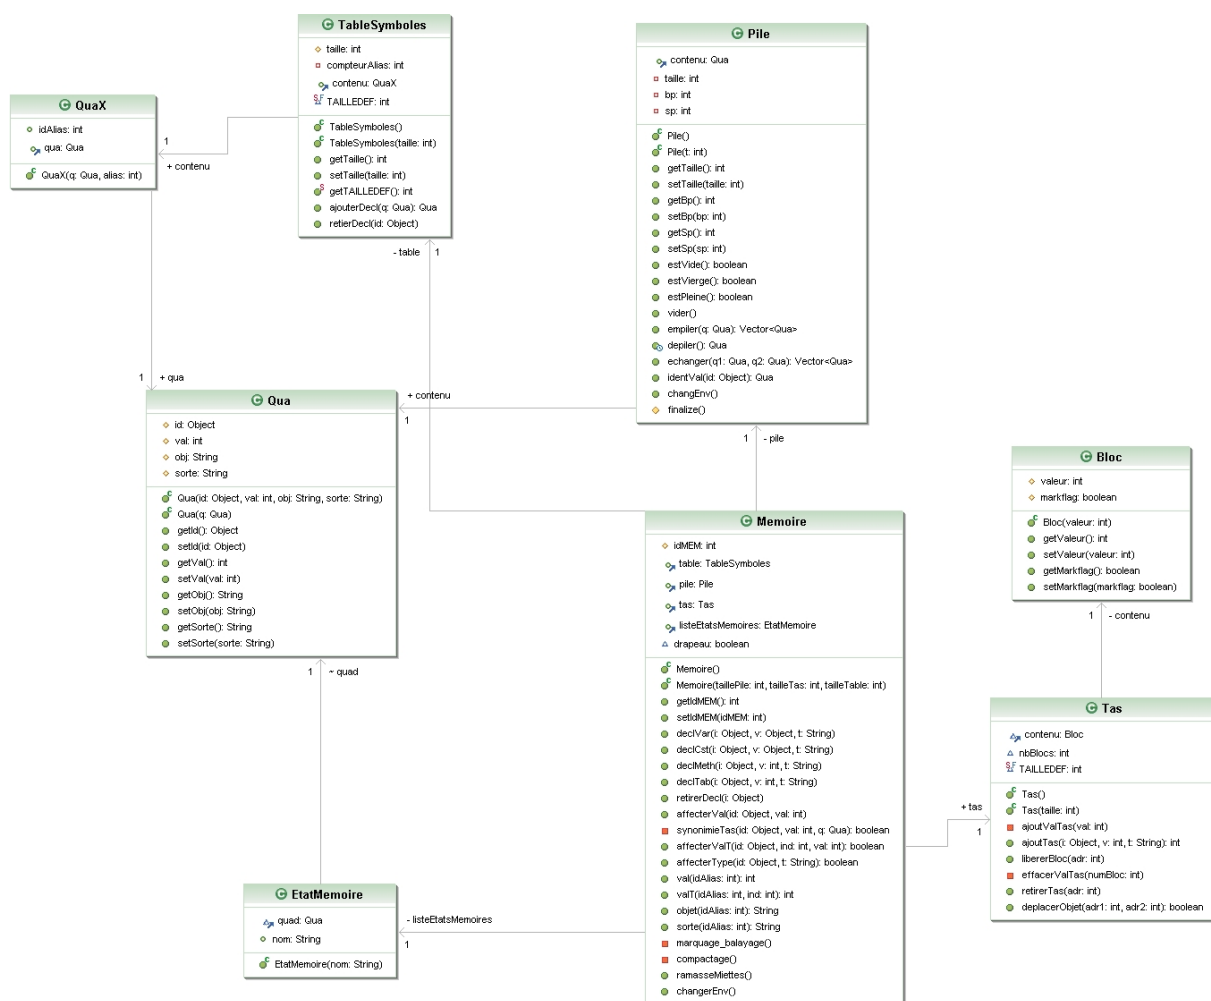 TableSymboles
taille: int
compteurAlias: int
contenu: QuaX
TAILLEDEF: int
TableSymboles()
TableSymboles(taille: int)
getTaille(): int
setTaille(taille: int)
getTAILLEDEF(): int
ajouterDecl(q: Qua): Qua
retierDecl(id: Object)
Pile
contenu: Qua
taille: int
bp: int
sp: int
Pile()
Pile(t: int)
getTaille(): int
setTaille(taille: int)
getBp(): int
setBp(bp: int)
getSp(): int
setSp(sp: int)
estVide(): boolean
estVierge(): boolean
estPleine(): boolean
vider()
empiler(q: Qua): Vector<Qua>
depiler(): Qua
echanger(q1: Qua, q2: Qua): Vector<Qua>
identVal(id: Object): Qua
changEnv()
finalize()
QuaX
idAlias: int
qua: Qua
QuaX(q: Qua, alias: int)
1
+ contenu
- table
1
1
+ qua
+ contenu
1
1
- pile
Qua
id: Object
val: int
obj: String
sorte: String
Qua(id: Object, val: int, obj: String, sorte: String)
Qua(q: Qua)
getId(): Object
setId(id: Object)
getVal(): int
setVal(val: int)
getObj(): String
setObj(obj: String)
getSorte(): String
setSorte(sorte: String)
1
~ quad
Bloc
valeur: int
markflag: boolean
Bloc(valeur: int)
getValeur(): int
setValeur(valeur: int)
getMarkflag(): boolean
setMarkflag(markflag: boolean)
1
- contenu
Memoire
idMEM: int
table: TableSymboles
pile: Pile
tas: Tas
listeEtatsMemoires: EtatMemoire
drapeau: boolean
Memoire()
Memoire(taillePile: int, tailleTas: int, tailleTable: int)
getIdMEM(): int
setIdMEM(idMEM: int)
declVar(i: Object, v: Object, t: String)
declCst(i: Object, v: Object, t: String)
declMeth(i: Object, v: int, t: String)
declTab(i: Object, v: int, t: String)
retirerDecl(i: Object)
affecterVal(id: Object, val: int)
synonimieTas(id: Object, val: int, q: Qua): boolean
affecterValT(id: Object, ind: int, val: int): boolean
affecterType(id: Object, t: String): boolean
val(idAlias: int): int
valT(idAlias: int, ind: int): int
objet(idAlias: int): String
sorte(idAlias: int): String
marquage_balayage()
compactage()
ramasseMiettes()
changerEnv()
+ tas
1
Tas
contenu: Bloc
nbBlocs: int
TAILLEDEF: int
Tas()
Tas(taille: int)
ajoutValTas(val: int)
ajoutTas(i: Object, v: int, t: String): int
libererBloc(adr: int)
effacerValTas(numBloc: int)
retirerTas(adr: int)
deplacerObjet(adr1: int, adr2: int): boolean
EtatMemoire
quad: Qua
nom: String
EtatMemoire(nom: String)
- listeEtatsMemoires
1